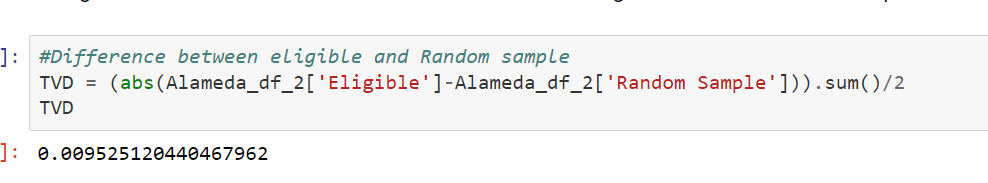 ]: #Difference between eligible and Random sample
TVD = (abs(Alameda_df_2['Eligible']-Alameda_df_2['Random Sample'])).sum()/2
TVD
]: 0.009525120440467962